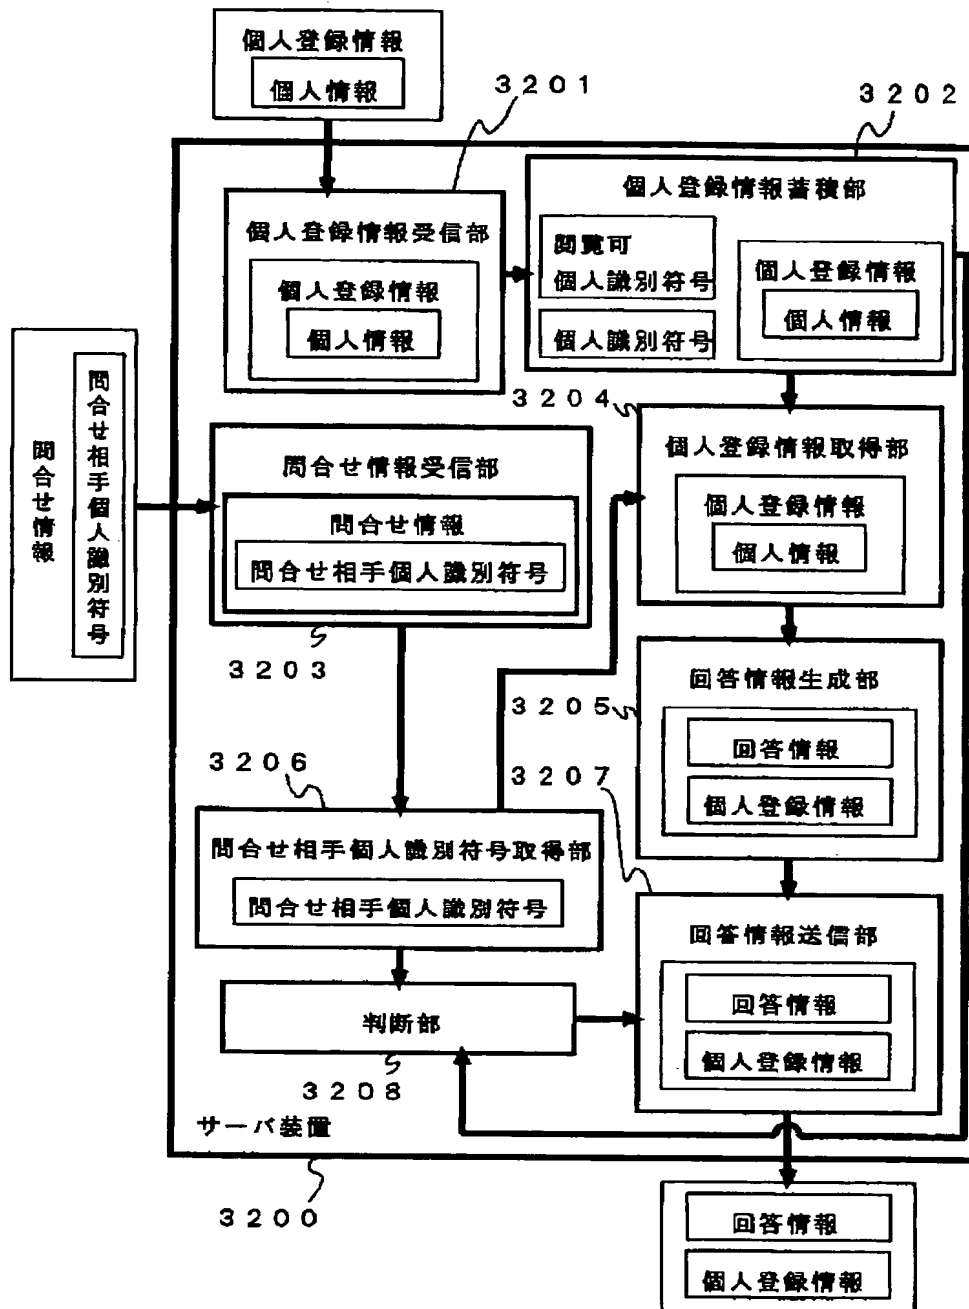 個人登録情報
個人情報
3201
3202
個人登録情報受信部
個人登録情報
個人情報
個人登録情報蓄積部
閲覧可
個人識別符号
個人識別符号
個人登録情報
個人情報
問合せ情報
問合せ相手個人識別符号
3204
個人登録情報取得部
個人登録情報
個人情報
問合せ情報受信部
問合せ情報
問合せ相手個人識別符号
3203
3205
回答情報生成部
回答情報
個人登録情報
3206
3207
問合せ相手個人識別符号取得部
問合せ相手個人識別符号
回答情報送信部
回答情報
個人登録情報
判断部
3208
サーバ装置
3200
回答情報
個人登録情報